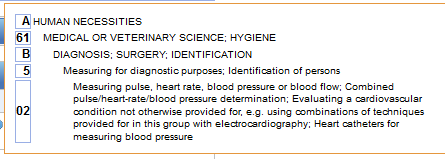 A HUMAN NECESSITIES
61 MEDICAL OR VETERINARY SCIENCE; HYGIENE
B DIAGNOSIS; SURGERY; IDENTIFICATION
5 Measuring for diagnostic purposes; Identification of persons
Measuring pulse, heart rate, blood pressure or blood flow; Combined
pulse/heart-rate/blood pressure determination; Evaluating a cardiovascular
02 condition not otherwise provided for, e.g. using combinations of techniques
provided for in this group with electrocardiography; Heart catheters for
measuring blood pressure